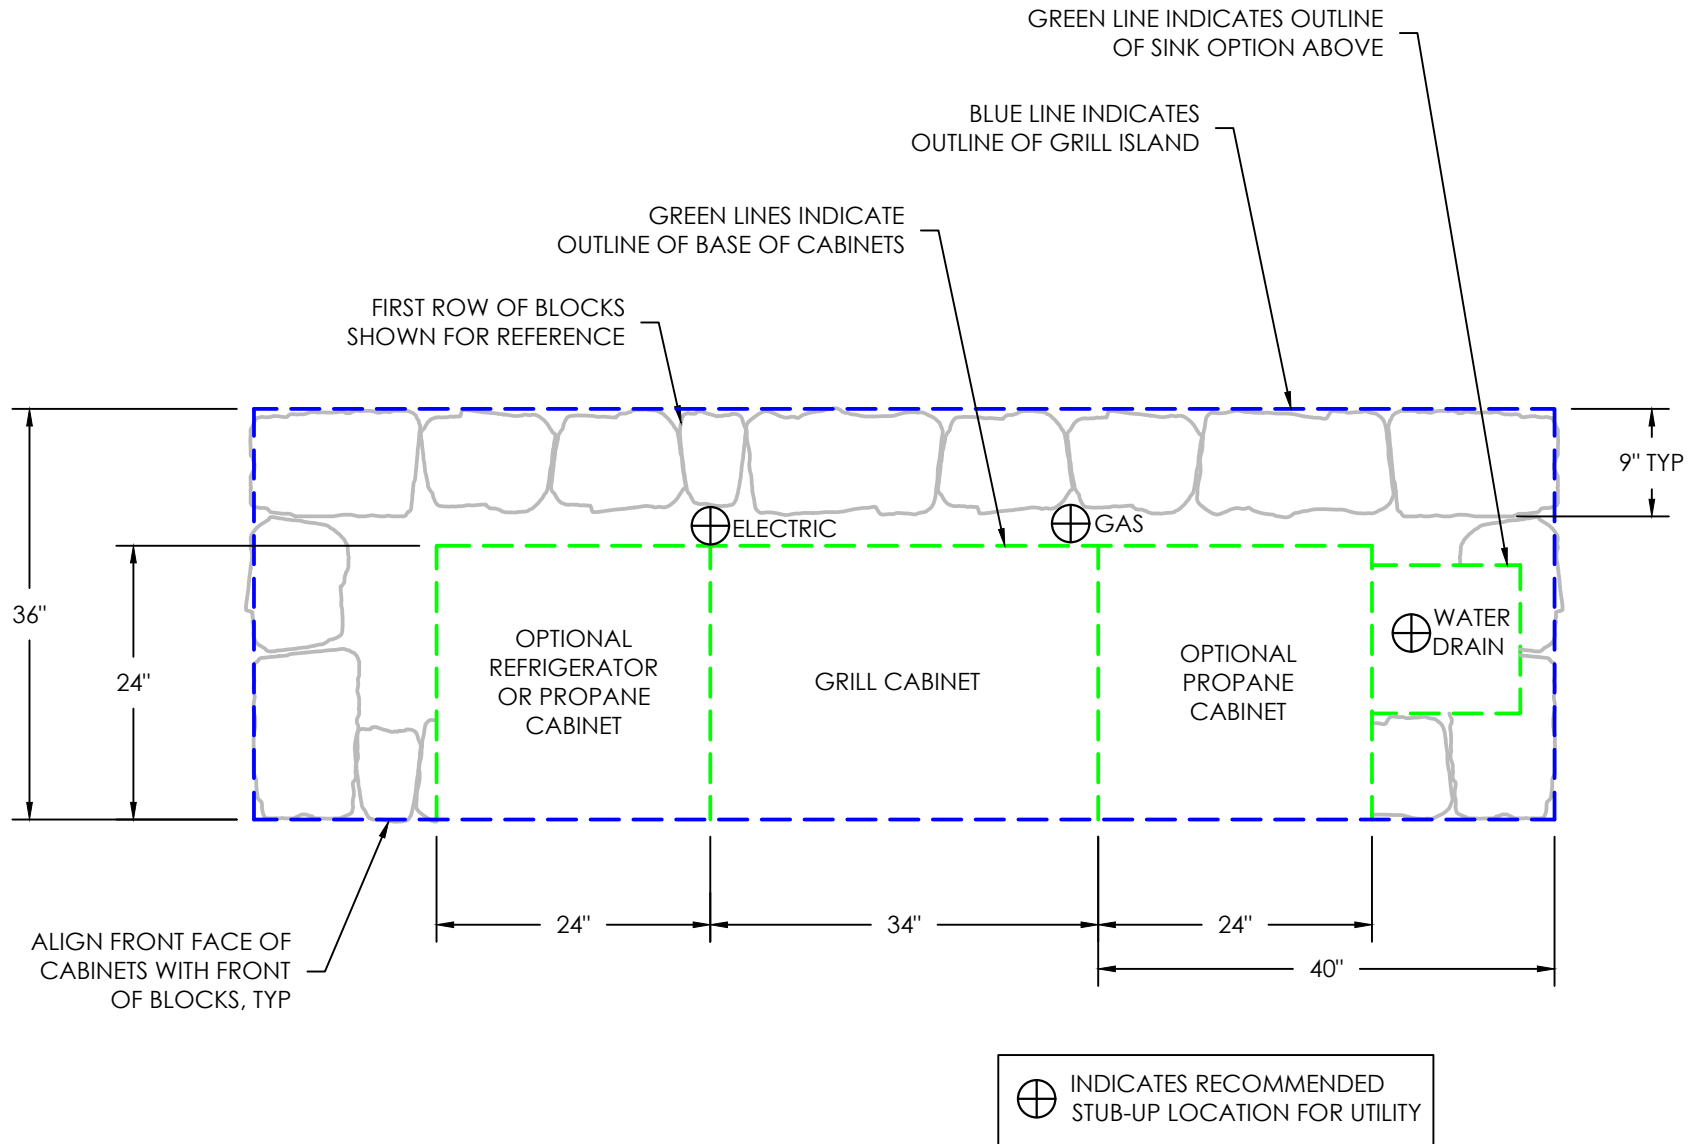 GREEN LINE INDICATES OUTLINE
OF SINK OPTION ABOVE
BLUE LINE INDICATES
OUTLINE OF GRILL ISLAND
GREEN LINES INDICATE
OUTLINE OF BASE OF CABINETS
FIRST ROW OF BLOCKS
SHOWN FOR REFERENCE
9" TYP
ELECTRIC
GAS
36"
24"
OPTIONAL
REFRIGERATOR
OR PROPANE
CABINET
GRILL CABINET
OPTIONAL
PROPANE
CABINET
WATER
DRAIN
24"
34"
24"
40"
ALIGN FRONT FACE OF
CABINETS WITH FRONT
OF BLOCKS, TYP
INDICATES RECOMMENDED
STUB-UP LOCATION FOR UTILITY